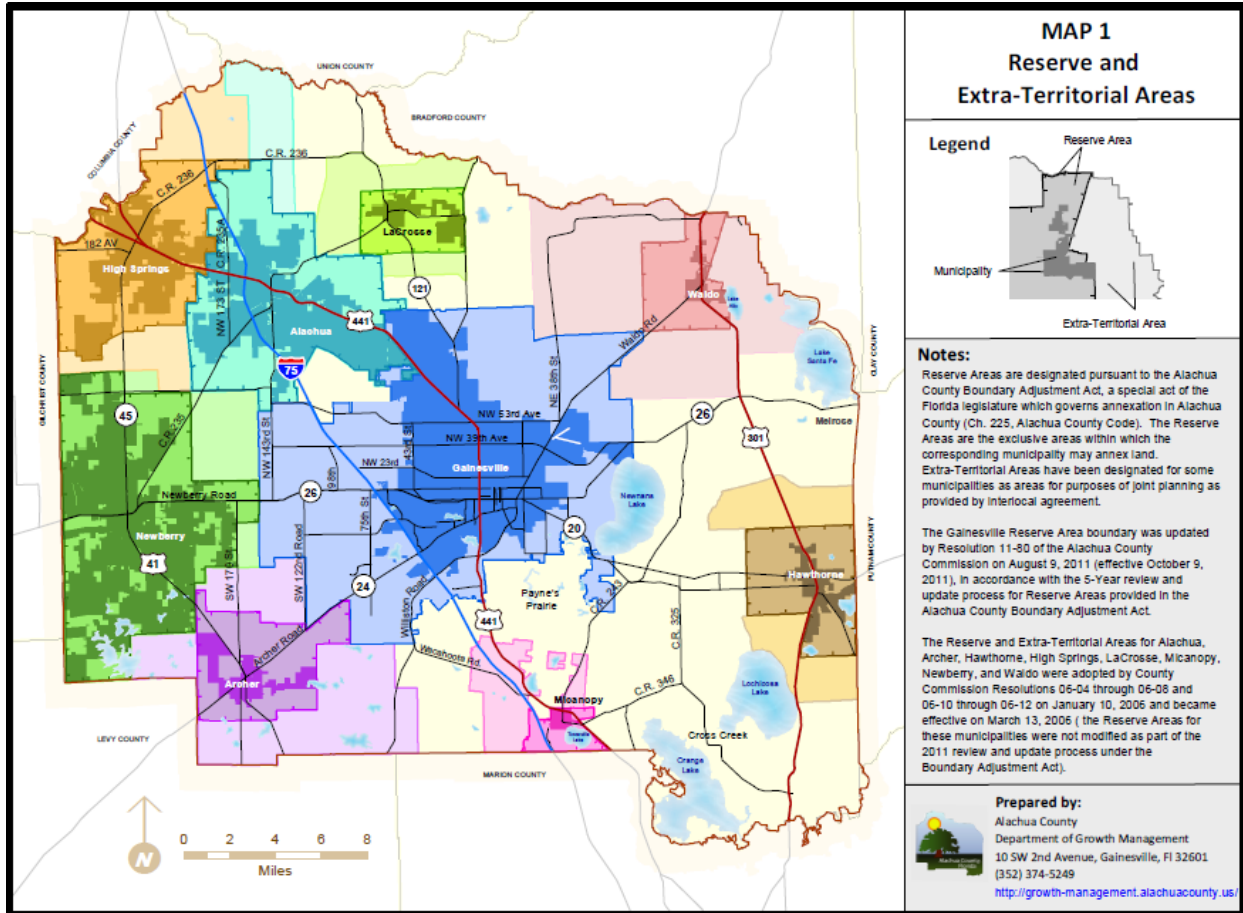 MAP 1
Reserve and
Extra-Territorial Areas
Legend
Reserve Area
Municipality
Extra-Territorial Area
Notes:
Reserve Areas are designated pursuant to the Alachua
County Boundary Adjustment Act, a special act of the
Florida legislature which governs annexation in Alachua
County (Ch. 225, Alachua County Code). The Reserve
Areas are the exclusive areas within which the
corresponding municipality may annex land.
Extra-Territorial Areas have been designated for some
municipalities as areas for purposes of joint planning as
provided by interlocal agreement.
The Gainesville Reserve Area boundary was updated
by Resolution 11-80 of the Alachua County
Commission on August 9, 2011 (effective October 9,
2011), in accordance with the 5-Year review and
update process for Reserve Areas provided in the
Alachua County Boundary Adjustment Act.
The Reserve and Extra-Territorial Areas for Alachua,
Archer, Hawthorne, High Springs, LaCrosse, Micanopy,
Newberry, and Waldo were adopted by County
Commission Resolutions 06-04 through 06-08 and
06-10 through 06-12 on January 10, 2006 and became
effective on March 13, 2006 ( the Reserve Areas for
these municipalities were not modified as part of the
2011 review and update process under the
Boundary Adjustment Act).
Prepared by:
Alachua County
Department of Growth Management
10 SW 2nd Avenue, Gainesville, Fl 32601
(352) 374-5249
http://growth-management.alachuacounty.us/
Alachua County
Florida
UNION COUNTY
BRADFORD COUNTY
COLUMBIA COUNTY
C.R. 236
C.R. 236
182 AV
High Springs
NW 173 ST
C.R. 235A
LaCrosse
121
441
Alachua
75
Waldo
Lake Alto
Waldo Rd
NE 38th St.
Lake
Santa Fe
CLAY COUNTY
GILCHRIST COUNTY
45
C.R. 235
NW 143rd St.
NW 53rd Ave
NW 39th Ave
43rd St.
NW 23rd
Gainesville
98th
75th St.
26
26
301
Melrose
Newberry Road
Newberry
41
SW 122nd Road
24
20
Newnans
Lake
PUTNAM COUNTY
Hawthorne
Williston Road
Payne's
Prairie
C.R. 325
441
Archer Road
Archer
Wacahoota Rd.
Micanopy
C.R. 346
Lochloosa
Lake
Cross Creek
Orange
Lake
LEVY COUNTY
MARION COUNTY
N
0 2 4 6 8
Miles